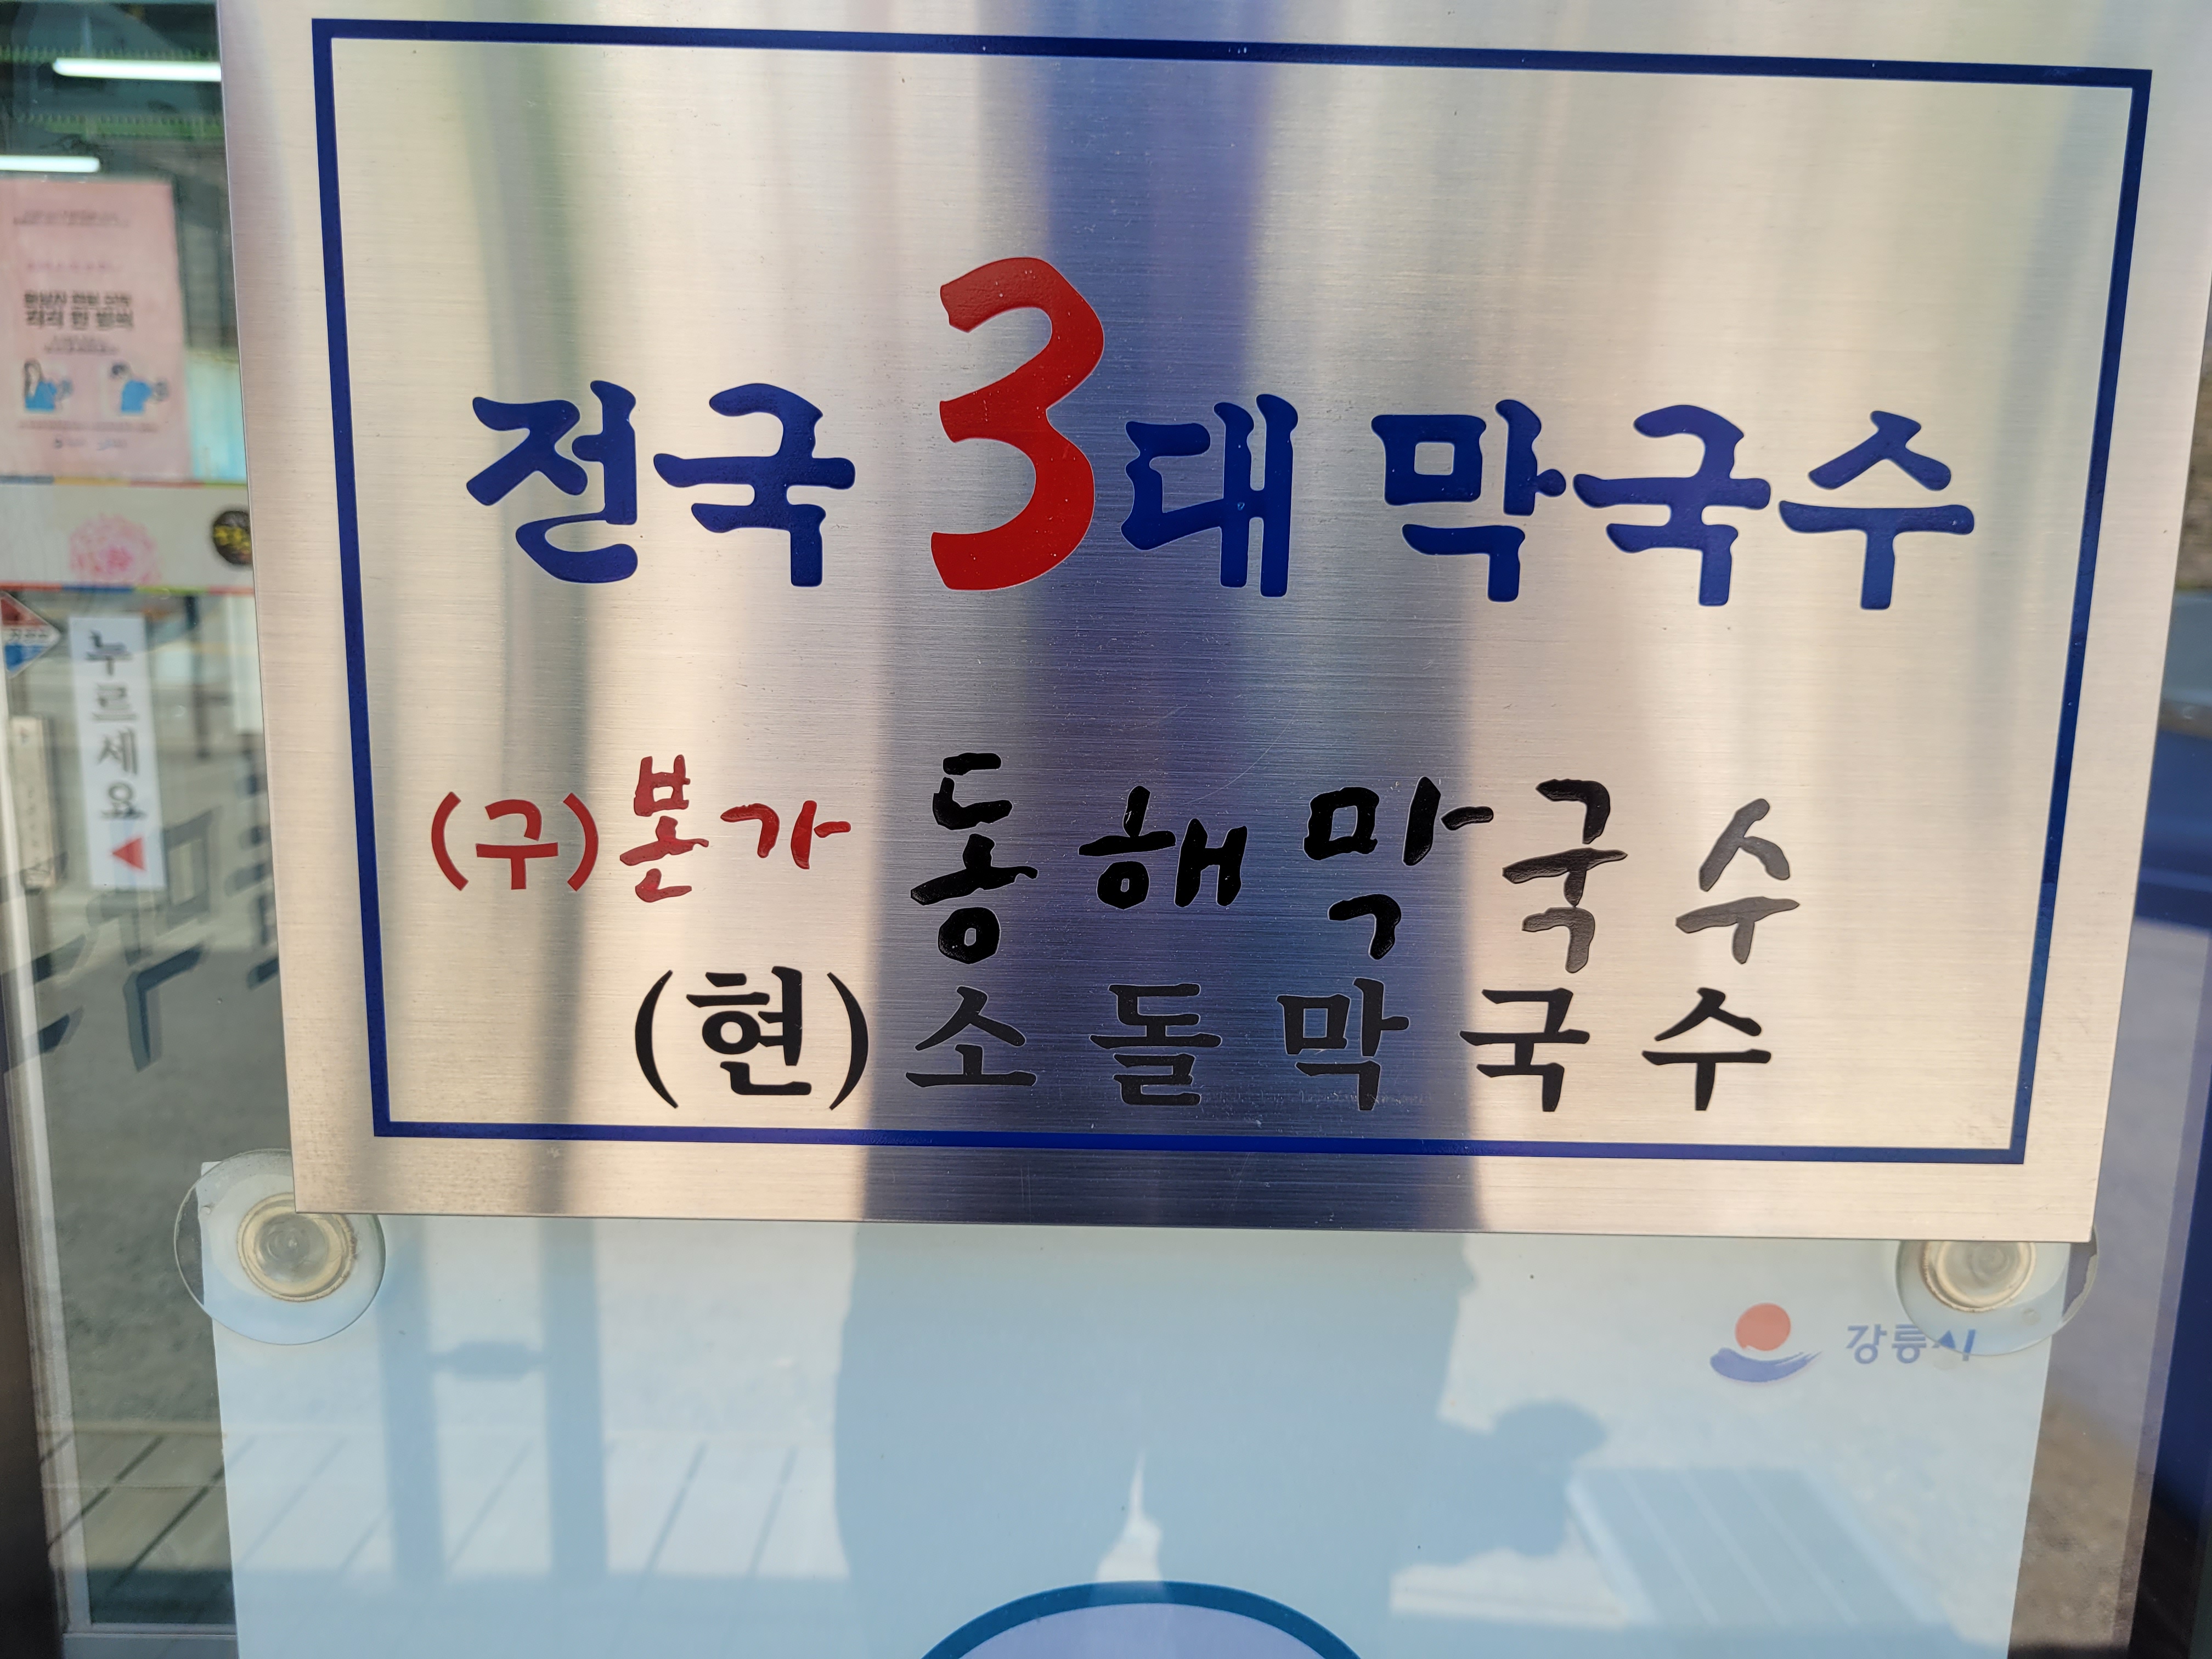 전국 3대 막국수
(구)본가 동해막국수
(현)소돌막국수
누르세요
강릉시